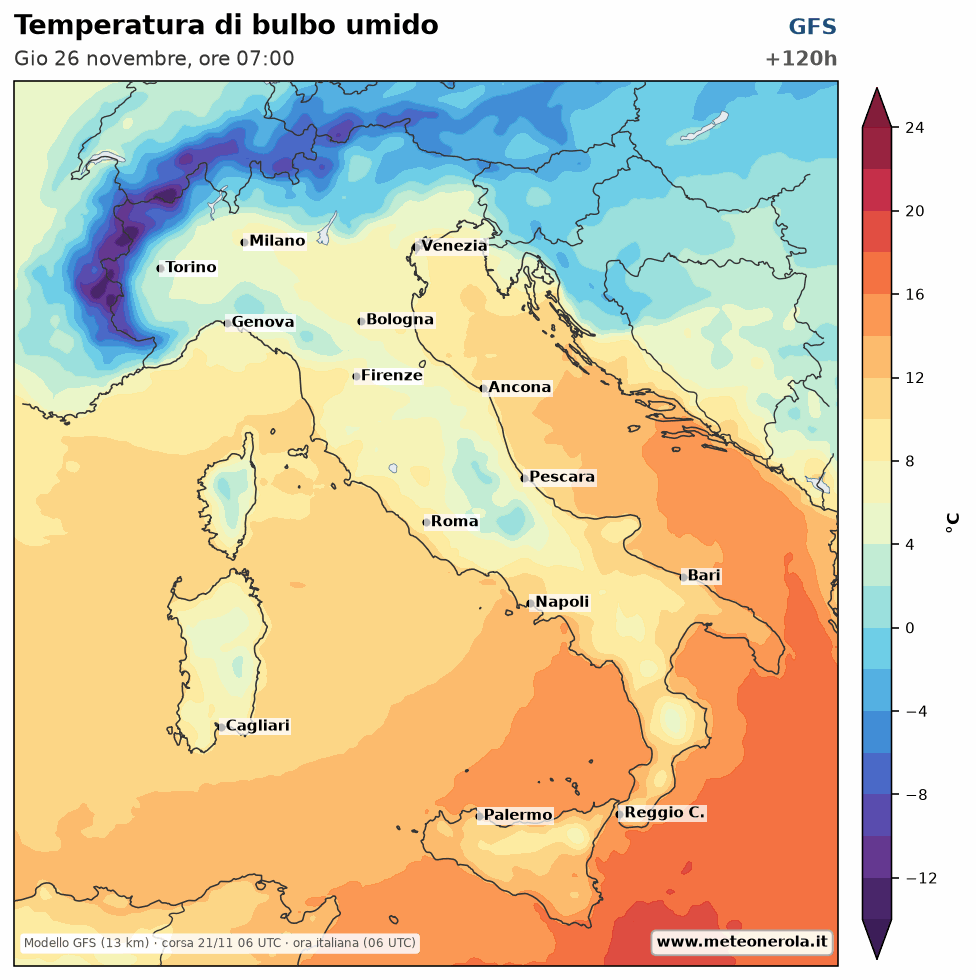 Temperatura di bulbo umido
GFS
Gio 26 novembre, ore 07:00
+120h
24
20
16
12
8
4
0
−4
−8
−12
°C
Milano
Venezia
Torino
Genova
Bologna
Firenze
Ancona
Pescara
Roma
Bari
Napoli
Cagliari
Palermo
Reggio C.
Modello GFS (13 km) · corsa 21/11 06 UTC · ora italiana (06 UTC)
www.meteonerola.it